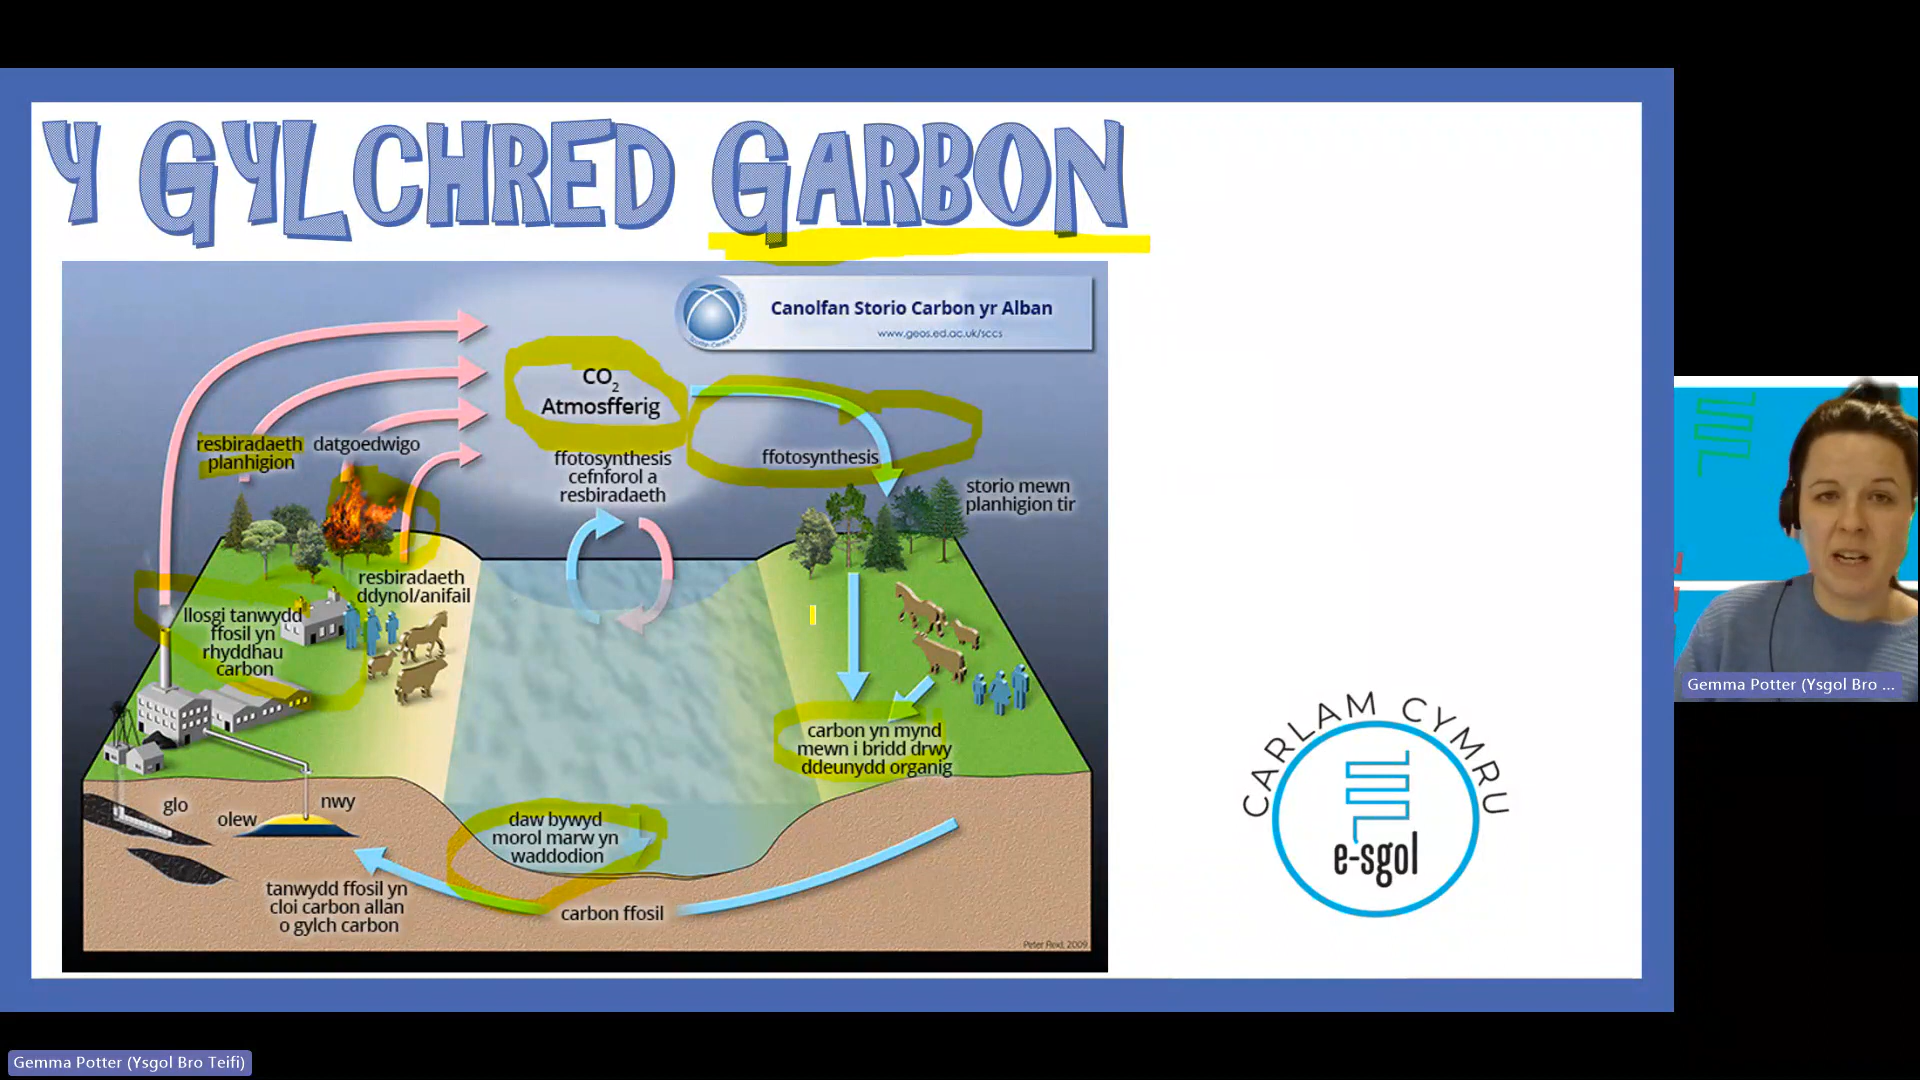 Y GYLCHRED GARBON
Canolfan Storio Carbon yr Alban
www.geos.ed.ac.uk/sccs
CO2
Atmosfferig
resbiradaeth
planhigion
datgoedwigo
ffotosynthesis
cefnforol a
resbiradaeth
ffotosynthesis
storio mewn
planhigion tir
resbiradaeth
ddynol/anifail
llosgi tanwydd
ffosil yn
rhyddhau
carbon
carbon yn mynd
mewn i bridd drwy
ddeunydd organig
glo
olew
nwy
daw bywyd
morol marw yn
waddodion
tanwydd ffosil yn
cloi carbon allan
o gylch carbon
carbon ffosil
Peter Reid, 2009
CARLAM CYMRU
e-sgol
Gemma Potter (Ysgol Bro ...
Gemma Potter (Ysgol Bro Teifi)